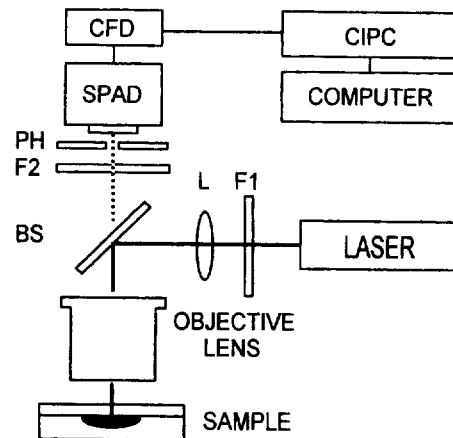 CFD
CIPC
SPAD
COMPUTER
PH
F2
L F1
BS
LASER
OBJECTIVE
LENS
SAMPLE